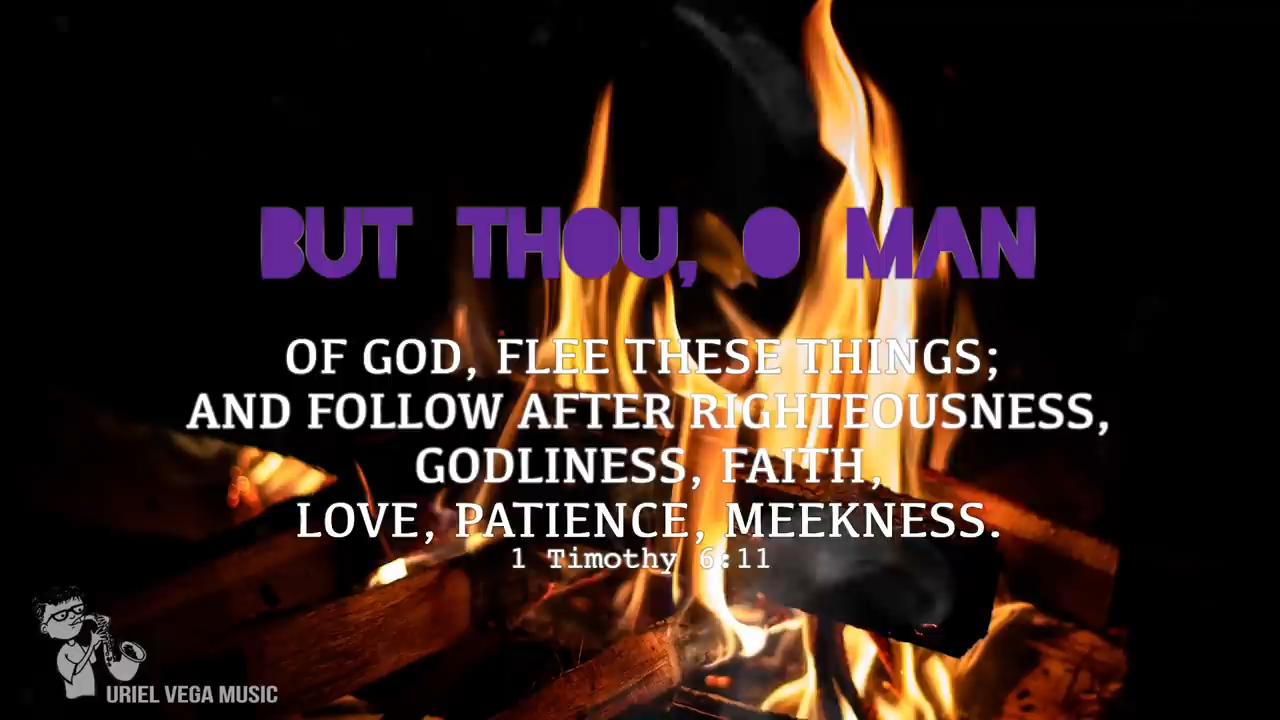 BUT THOU, O MAN
OF GOD, FLEE THESE THINGS;
AND FOLLOW AFTER RIGHTEOUSNESS,
GODLINESS, FAITH,
LOVE, PATIENCE, MEEKNESS.
1 Timothy 6:11
URIEL VEGA MUSIC